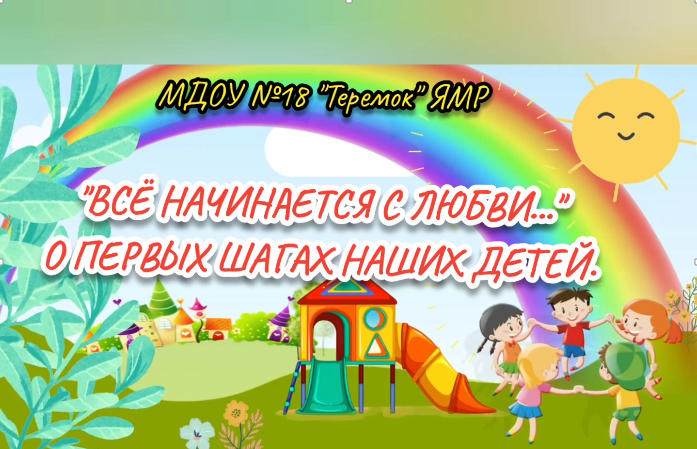 МДОУ №18 "Теремок" ЯМР
"ВСЁ НАЧИНАЕТСЯ С ЛЮБВИ..."
О ПЕРВЫХ ШАГАХ НАШИХ ДЕТЕЙ.